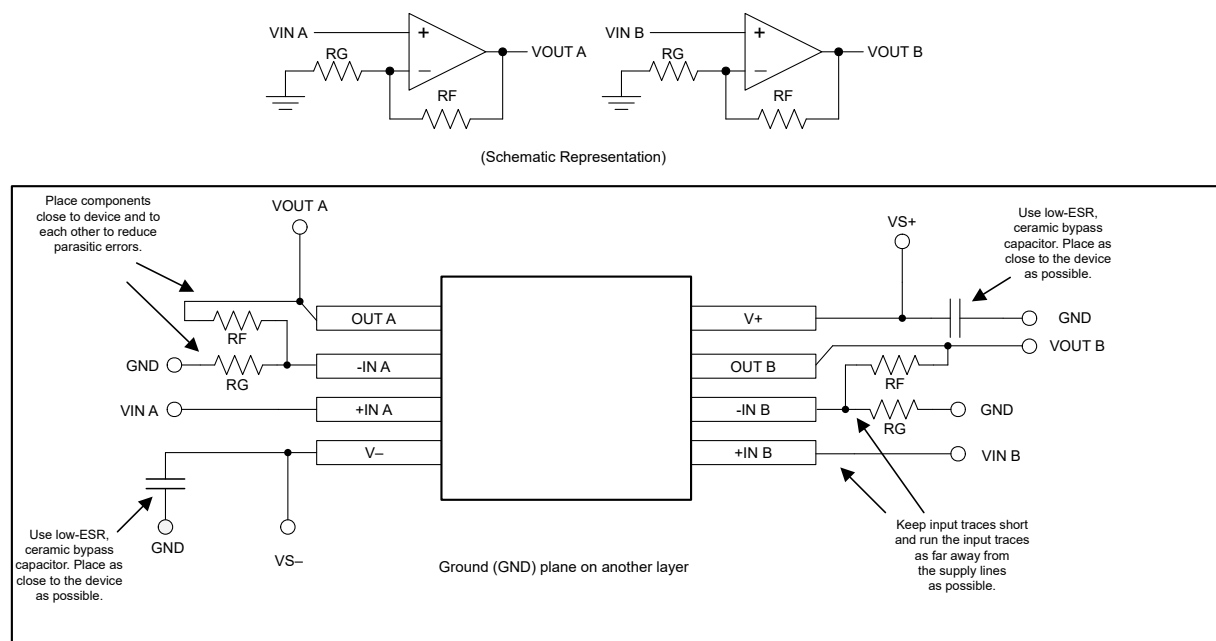 VIN A
RG
+
–
RF
VOUT A
VIN B
RG
+
–
RF
VOUT B
(Schematic Representation)
Place components
close to device and to
each other to reduce
parasitic errors.
VOUT A
VS+
Use low-ESR,
ceramic bypass
capacitor. Place as
close to the device
as possible.
OUT A
V+
GND
RF
VOUT B
GND
RG
-IN A
OUT B
RF
VIN A
+IN A
-IN B
RG
GND
V–
+IN B
VIN B
Use low-ESR,
ceramic bypass
capacitor. Place as
close to the device
as possible.
GND
VS–
Ground (GND) plane on another layer
Keep input traces short
and run the input traces
as far away from
the supply lines
as possible.